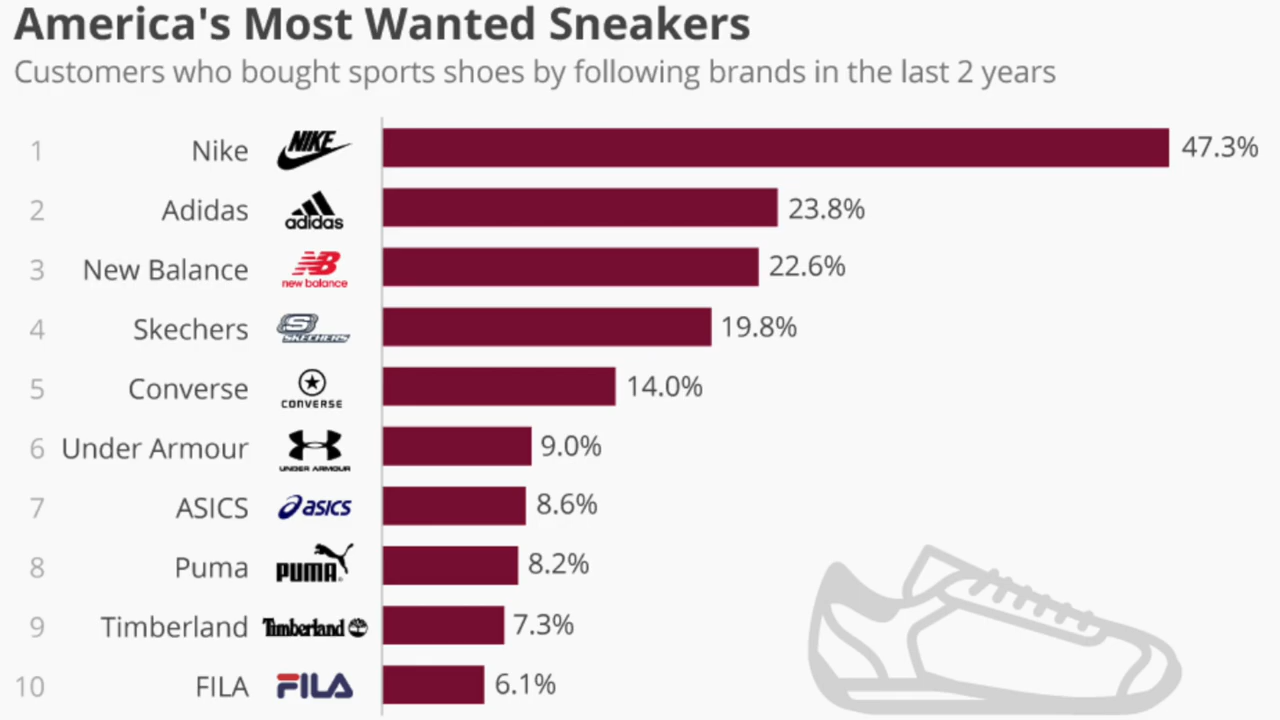 America's Most Wanted Sneakers
Customers who bought sports shoes by following brands in the last 2 years
1 Nike NIKE 47.3%
2 Adidas adidas 23.8%
3 New Balance NB new balance 22.6%
4 Skechers S SKECHERS 19.8%
5 Converse CONVERSE 14.0%
6 Under Armour UNDER ARMOUR 9.0%
7 ASICS asics 8.6%
8 Puma PUMA 8.2%
9 Timberland Timberland 7.3%
10 FILA FILA 6.1%